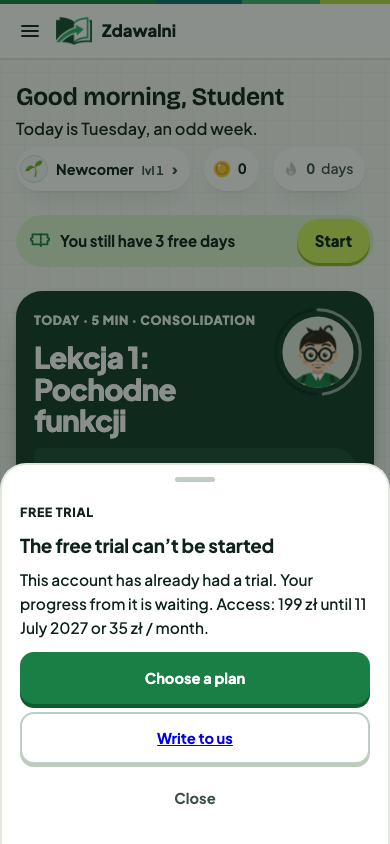 Zdawalni
Good morning, Student
Today is Tuesday, an odd week.
Newcomer lvl 1 ›
0
0 days
You still have 3 free days
Start
TODAY · 5 MIN · CONSOLIDATION
Lekcja 1:
Pochodne
funkcji
FREE TRIAL
The free trial can’t be started
This account has already had a trial. Your
progress from it is waiting. Access: 199 zł until 11
July 2027 or 35 zł / month.
Choose a plan
Write to us
Close